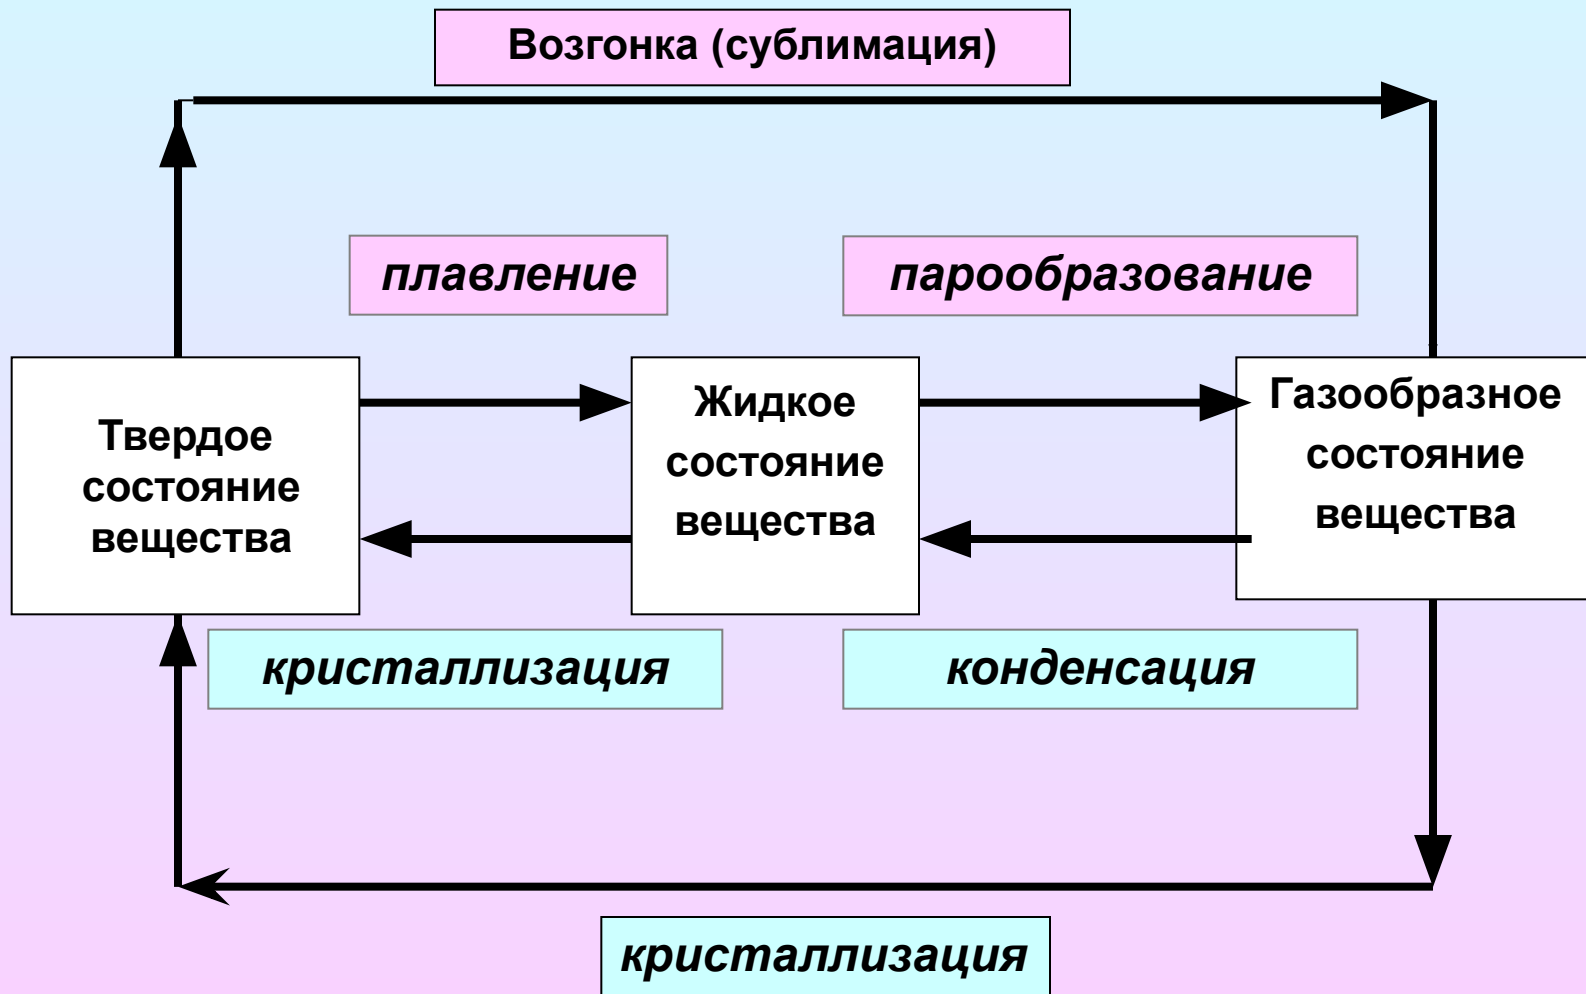 Возгонка (сублимация)
плавление
парообразование
Твердое
состояние
вещества
Жидкое
состояние
вещества
Газообразное
состояние
вещества
кристаллизация
конденсация
кристаллизация